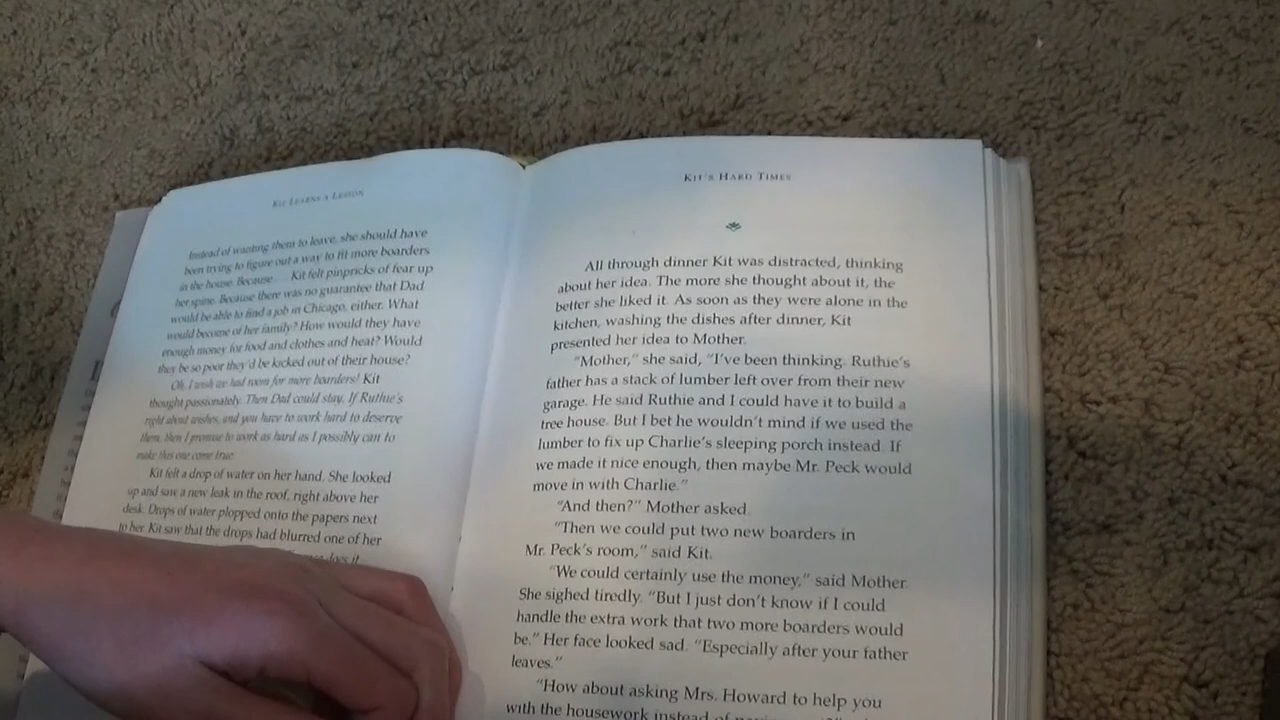 KIT LEARNS A LESSON
Instead of wanting them to leave, she should have
been trying to figure out a way to fit more boarders
in the house. Because . . . Kit felt pinpricks of fear up
her spine. Because there was no guarantee that Dad
would be able to find a job in Chicago, either. What
would become of her family? How would they have
enough money for food and clothes and heat? Would
they be so poor they'd be kicked out of their house?
Oh, I wish we had room for more boarders! Kit
thought passionately. Then Dad could stay. If Ruthie's
right about wishes, and you have to work hard to deserve
them, then I promise to work as hard as I possibly can to
make this one come true.
Kit felt a drop of water on her hand. She looked
up and saw a new leak in the roof, right above her
desk. Drops of water plopped onto the papers next
to her. Kit saw that the drops had blurred one of her
does it
KIT'S HARD TIMES
All through dinner Kit was distracted, thinking
about her idea. The more she thought about it, the
better she liked it. As soon as they were alone in the
kitchen, washing the dishes after dinner, Kit
presented her idea to Mother.
"Mother," she said, "I've been thinking. Ruthie's
father has a stack of lumber left over from their new
garage. He said Ruthie and I could have it to build a
tree house. But I bet he wouldn't mind if we used the
lumber to fix up Charlie's sleeping porch instead. If
we made it nice enough, then maybe Mr. Peck would
move in with Charlie."
"And then?" Mother asked.
"Then we could put two new boarders in
Mr. Peck's room," said Kit.
"We could certainly use the money," said Mother.
She sighed tiredly. "But I just don't know if I could
handle the extra work that two more boarders would
be." Her face looked sad. "Especially after your father
leaves."
"How about asking Mrs. Howard to help you
with the housework instead of